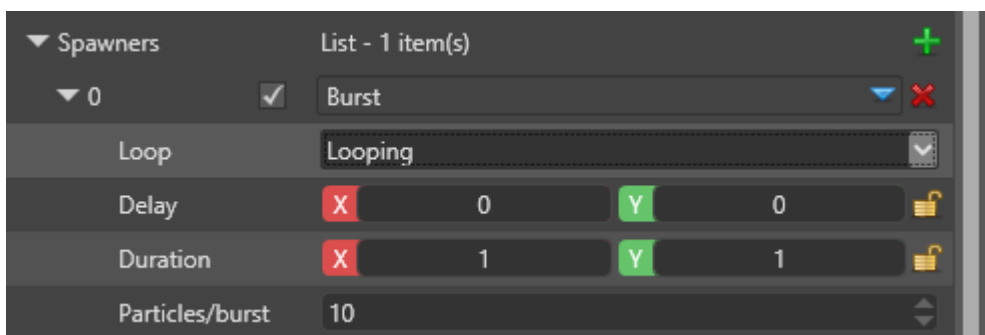 Spawners List - 1 item(s)
0 Burst
Loop Looping
Delay X 0 Y 0
Duration X 1 Y 1
Particles/burst 10